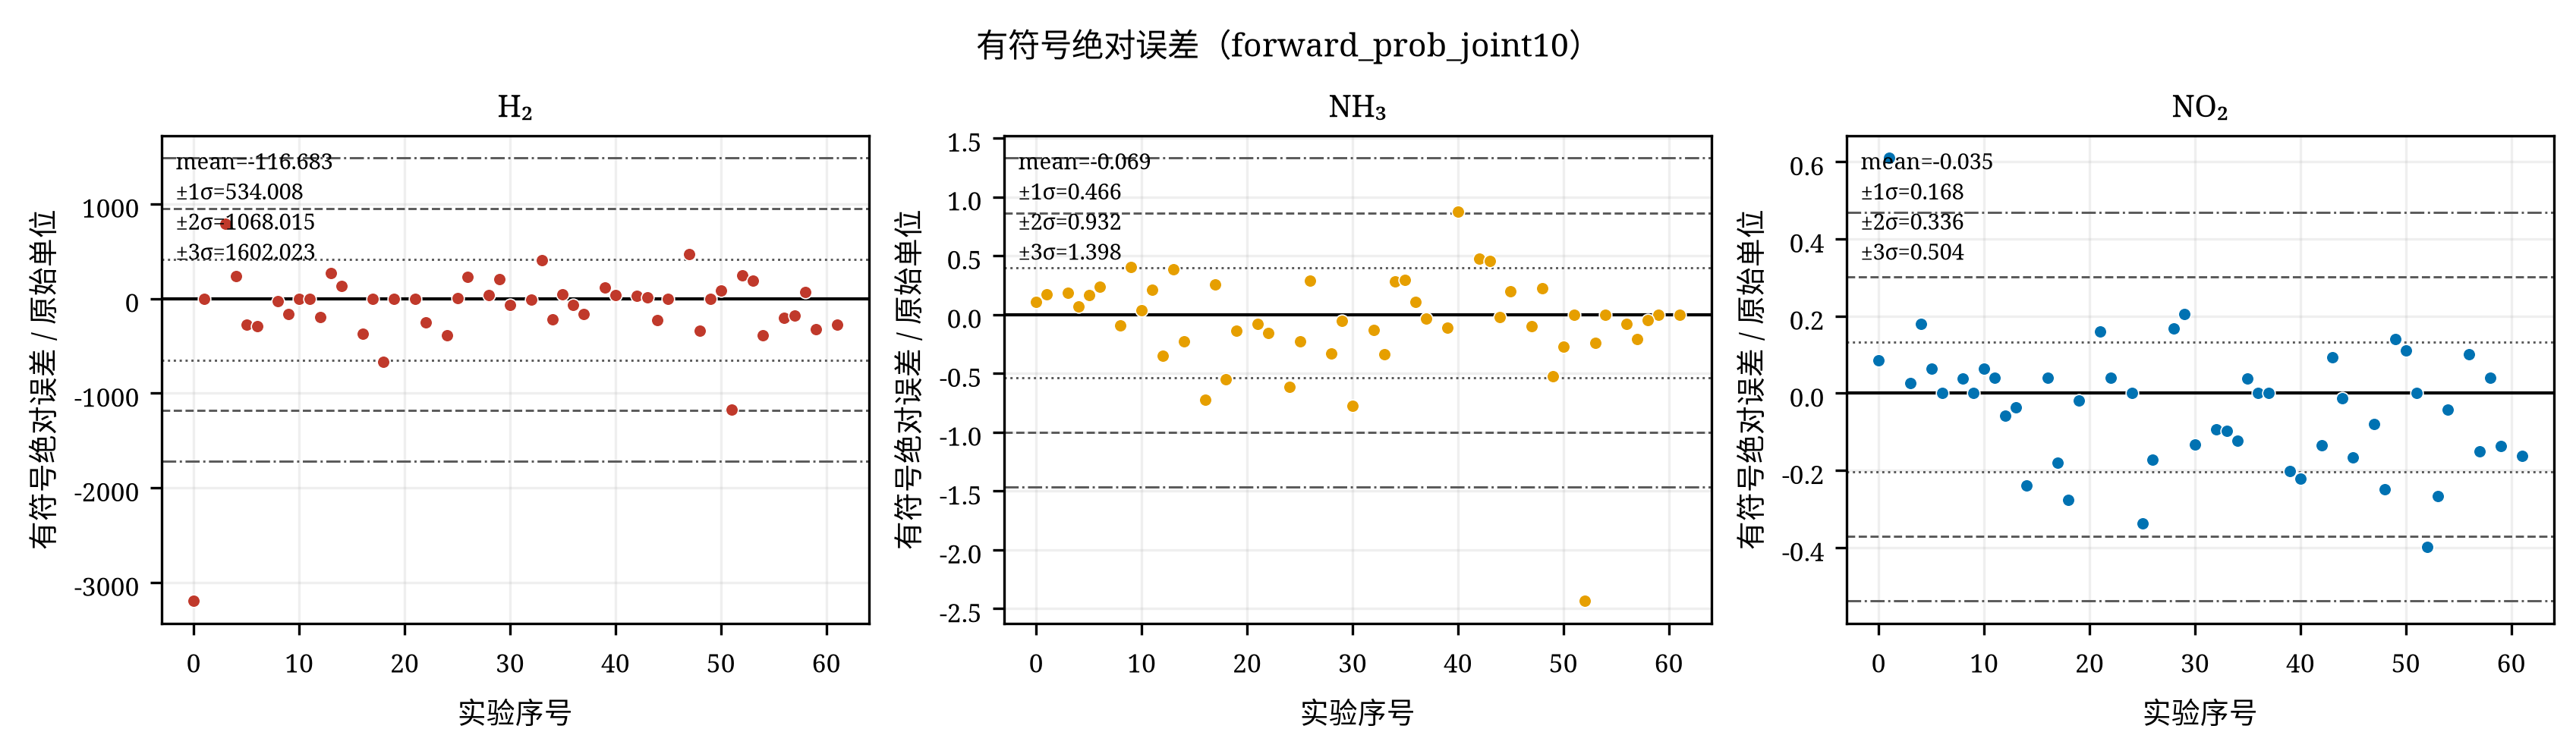 有符号绝对误差（forward_prob_joint10）
H₂
mean=-116.683
±1σ=534.008
±2σ=1068.015
±3σ=1602.023
1000
0
-1000
-2000
-3000
有符号绝对误差 / 原始单位
0 10 20 30 40 50 60
实验序号
NH₃
mean=-0.069
±1σ=0.466
±2σ=0.932
±3σ=1.398
1.5
1.0
0.5
0.0
-0.5
-1.0
-1.5
-2.0
-2.5
有符号绝对误差 / 原始单位
0 10 20 30 40 50 60
实验序号
NO₂
mean=-0.035
±1σ=0.168
±2σ=0.336
±3σ=0.504
0.6
0.4
0.2
0.0
-0.2
-0.4
有符号绝对误差 / 原始单位
0 10 20 30 40 50 60
实验序号